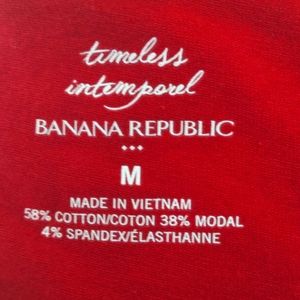 timeless
intemporel
BANANA REPUBLIC
M
MADE IN VIETNAM
58% COTTON/COTON 38% MODAL
4% SPANDEX/ÉLASTHANNE